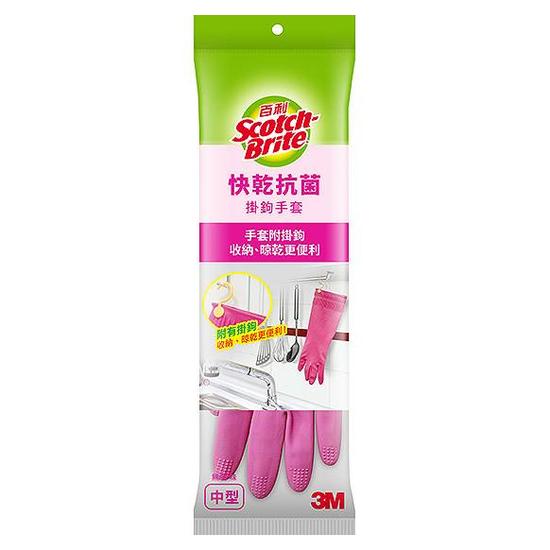 百利
Scotch-
Brite
快乾抗菌
掛鉤手套
手套附掛鉤
收納、晾乾更便利
附有掛鉤
收納、晾乾更便利!
中型
3M